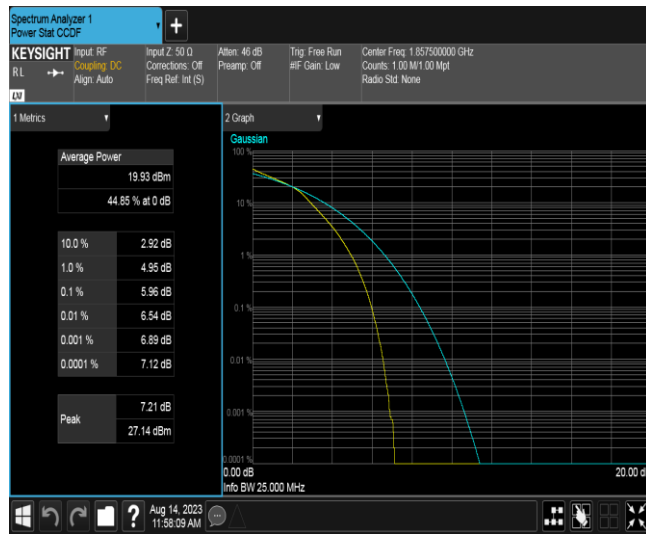 Spectrum Analyzer 1
Power Stat CCDF
+
KEYSIGHT
RL
LXI
Input: RF
Coupling: DC
Align: Auto
Input Z: 50 Ω
Corrections: Off
Freq Ref: Int (S)
Atten: 46 dB
Preamp: Off
Trig: Free Run
#IF Gain: Low
Center Freq: 1.857500000 GHz
Counts: 1.00 M/1.00 Mpt
Radio Std: None
1 Metrics
Average Power
19.93 dBm
44.85 % at 0 dB
10.0 % 2.92 dB
1.0 % 4.95 dB
0.1 % 5.96 dB
0.01 % 6.54 dB
0.001 % 6.89 dB
0.0001 % 7.12 dB
Peak
7.21 dB
27.14 dBm
2 Graph
Gaussian
100 %
10 %
1 %
0.1 %
0.01 %
0.001 %
0.0001 %
0.00 dB
20.00 d
Info BW 25.000 MHz
?
Aug 14, 2023
11:58:09 AM